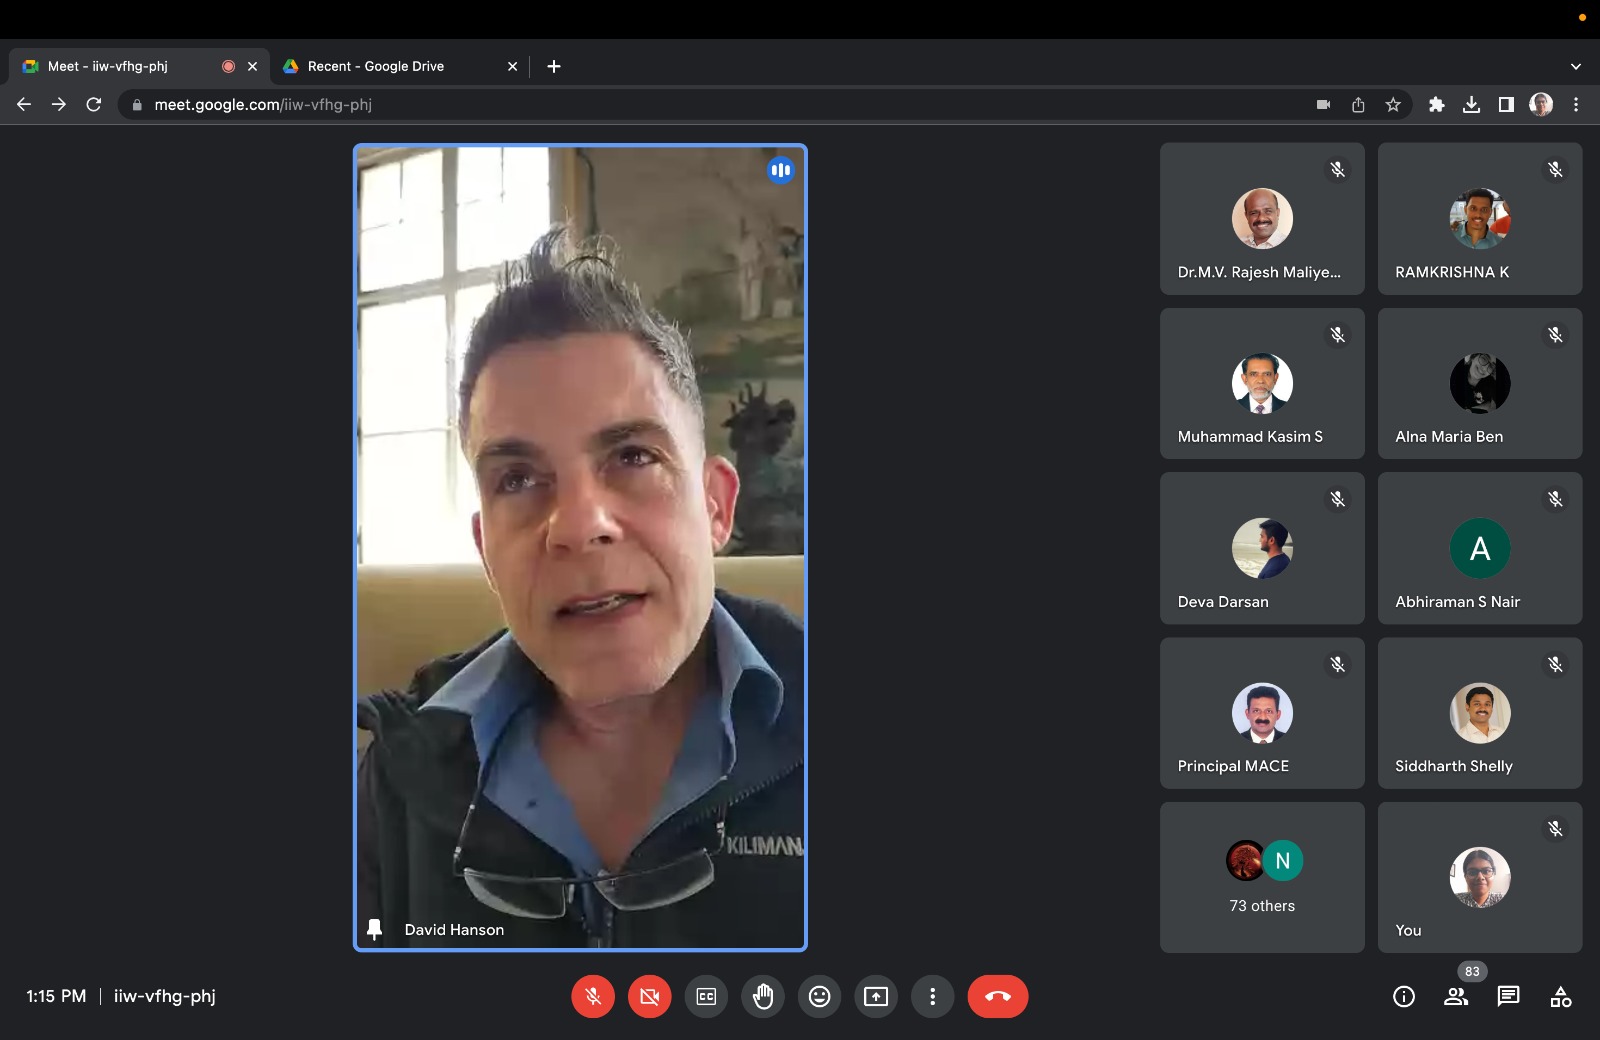 Meet - iiw-vfhg-phj
Recent - Google Drive
meet.google.com/iiw-vfhg-phj
Dr.M.V. Rajesh Maliye...
RAMKRISHNA K
Muhammad Kasim S
Alna Maria Ben
Deva Darsan
A
Abhiraman S Nair
Principal MACE
Siddharth Shelly
KILIMAN
N
73 others
David Hanson
You
83
1:15 PM | iiw-vfhg-phj
CC